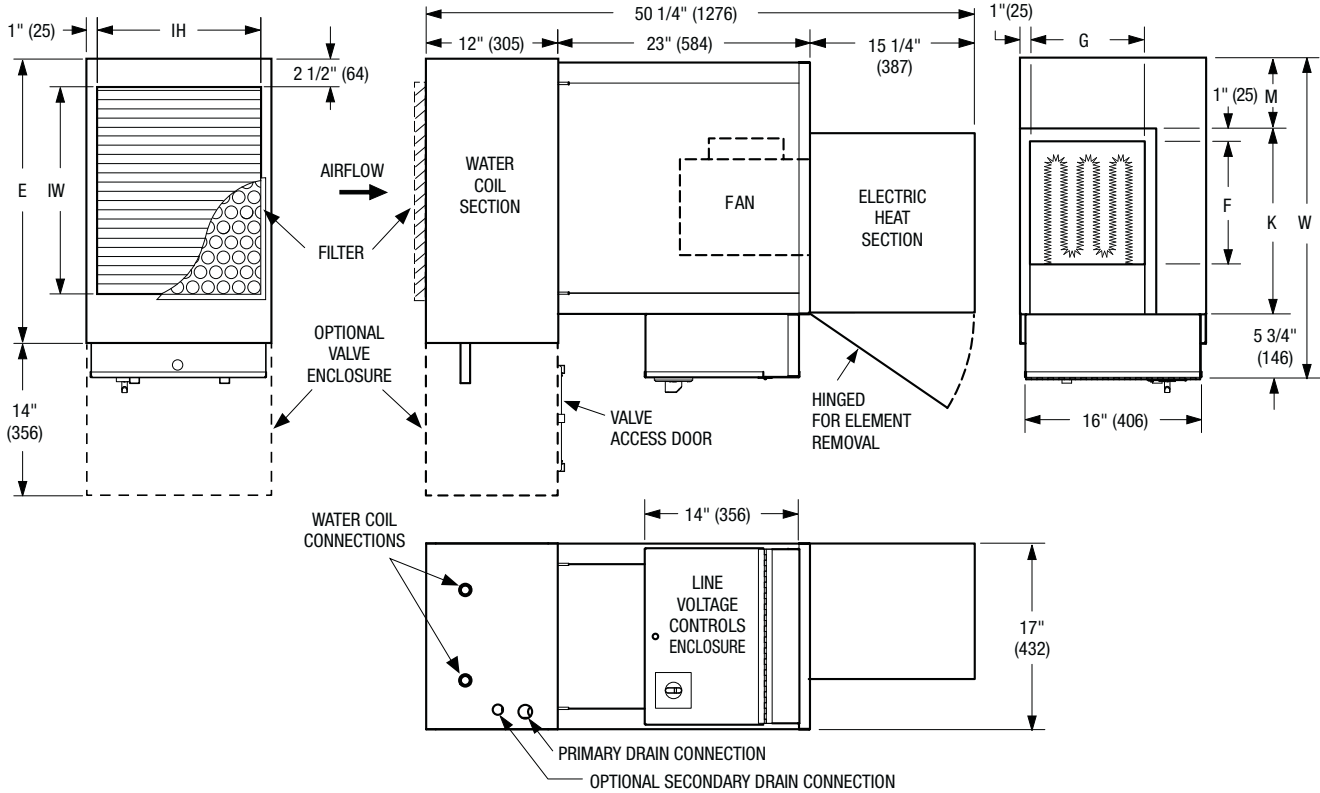 50 1/4" (1276)
1" (25)
IH
12" (305)
23" (584)
15 1/4"
(387)
1"(25)
G
2 1/2" (64)
1" (25)
M
E
IW
AIRFLOW
WATER
COIL
SECTION
FAN
ELECTRIC
HEAT
SECTION
F
K
W
FILTER
OPTIONAL
VALVE
ENCLOSURE
5 3/4"
(146)
14"
(356)
VALVE
ACCESS DOOR
HINGED
FOR ELEMENT
REMOVAL
16" (406)
WATER COIL
CONNECTIONS
14" (356)
LINE
VOLTAGE
CONTROLS
ENCLOSURE
17"
(432)
PRIMARY DRAIN CONNECTION
OPTIONAL SECONDARY DRAIN CONNECTION